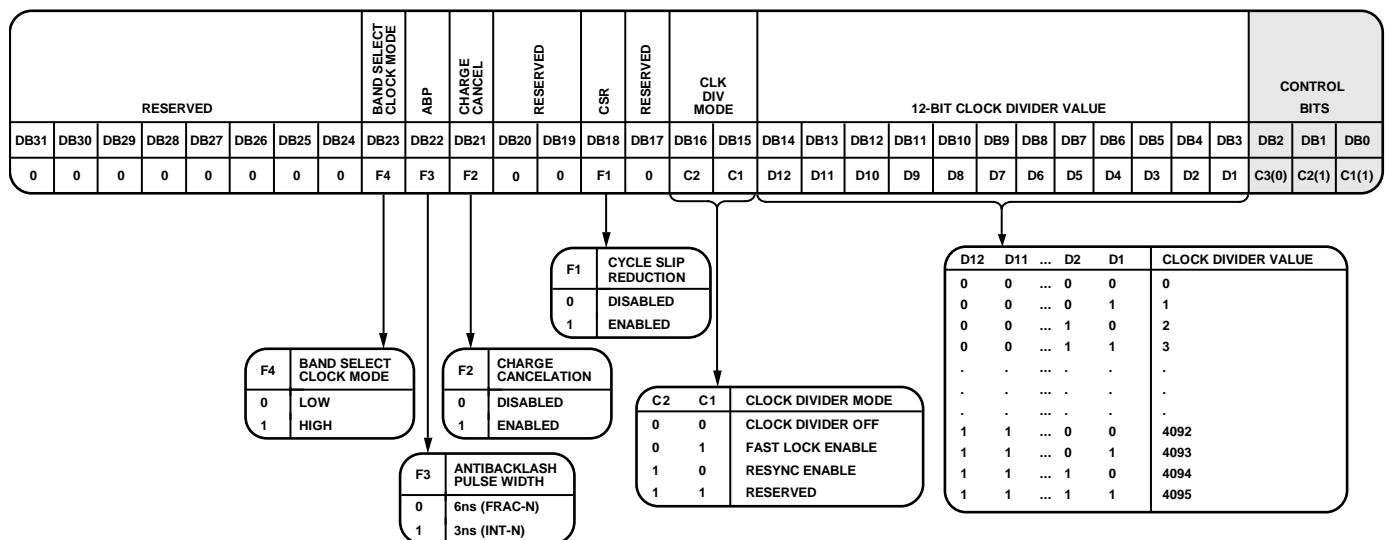 RESERVED
BAND SELECT
CLOCK MODE
ABP
CHARGE
CANCEL
RESERVED
CSR
RESERVED
CLK
DIV
MODE
12-BIT CLOCK DIVIDER VALUE
CONTROL
BITS
DB31 DB30 DB29 DB28 DB27 DB26 DB25 DB24 DB23 DB22 DB21 DB20 DB19 DB18 DB17 DB16 DB15 DB14 DB13 DB12 DB11 DB10 DB9 DB8 DB7 DB6 DB5 DB4 DB3 DB2 DB1 DB0
0 0 0 0 0 0 0 0 F4 F3 F2 0 0 F1 0 C2 C1 D12 D11 D10 D9 D8 D7 D6 D5 D4 D3 D2 D1 C3(0) C2(1) C1(1)
F1 CYCLE SLIP
REDUCTION
0 DISABLED
1 ENABLED
D12 D11 ... D2 D1 CLOCK DIVIDER VALUE
0 0 ... 0 0 0
0 0 ... 0 1 1
0 0 ... 1 0 2
0 0 ... 1 1 3
. . ... . . .
. . ... . . .
. . ... . . .
1 1 ... 0 0 4092
1 1 ... 0 1 4093
1 1 ... 1 0 4094
1 1 ... 1 1 4095
F4 BAND SELECT
CLOCK MODE
0 LOW
1 HIGH
F2 CHARGE
CANCELATION
0 DISABLED
1 ENABLED
C2 C1 CLOCK DIVIDER MODE
0 0 CLOCK DIVIDER OFF
0 1 FAST LOCK ENABLE
1 0 RESYNC ENABLE
1 1 RESERVED
F3 ANTIBACKLASH
PULSE WIDTH
0 6ns (FRAC-N)
1 3ns (INT-N)